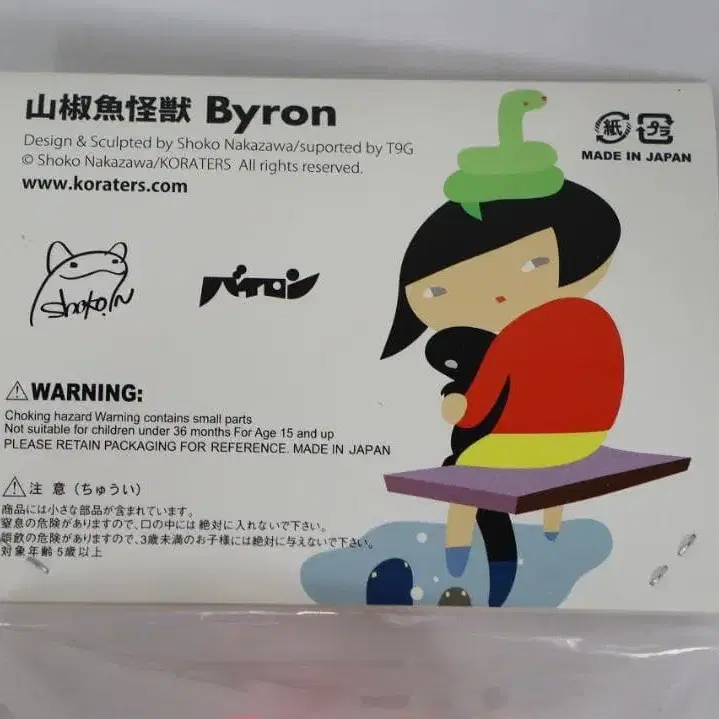 山椒魚怪獣 Byron
Design & Sculpted by Shoko Nakazawa/suported by T9G
© Shoko Nakazawa/KORATERS All rights reserved.
www.koraters.com
紙 プラ
MADE IN JAPAN
Shoko.N
バイロン
WARNING:
Choking hazard Warning contains small parts
Not suitable for children under 36 months For Age 15 and up
PLEASE RETAIN PACKAGING FOR REFERENCE. MADE IN JAPAN
注 意 (ちゅうい)
商品には小さな部品が含まれています。
窒息の危険がありますので、口の中には 絶対に入れないで下さい。
誤飲の危険がありますので、3歳未満のお子様には絶対に与えないで下さい。
対象年齢 5歳以上